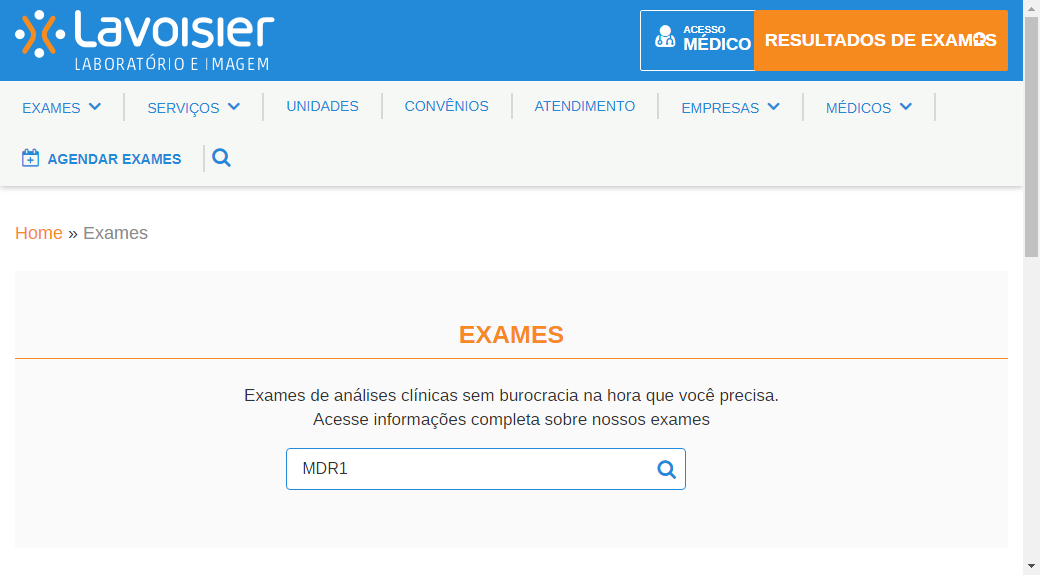 Lavoisier
LABORATÓRIO E IMAGEM
ACESSO
MÉDICO
RESULTADOS DE EXAMES
EXAMES
SERVIÇOS
UNIDADES
CONVÊNIOS
ATENDIMENTO
EMPRESAS
MÉDICOS
AGENDAR EXAMES
Home » Exames
EXAMES
Exames de análises clínicas sem burocracia na hora que você precisa.
Acesse informações completa sobre nossos exames
MDR1